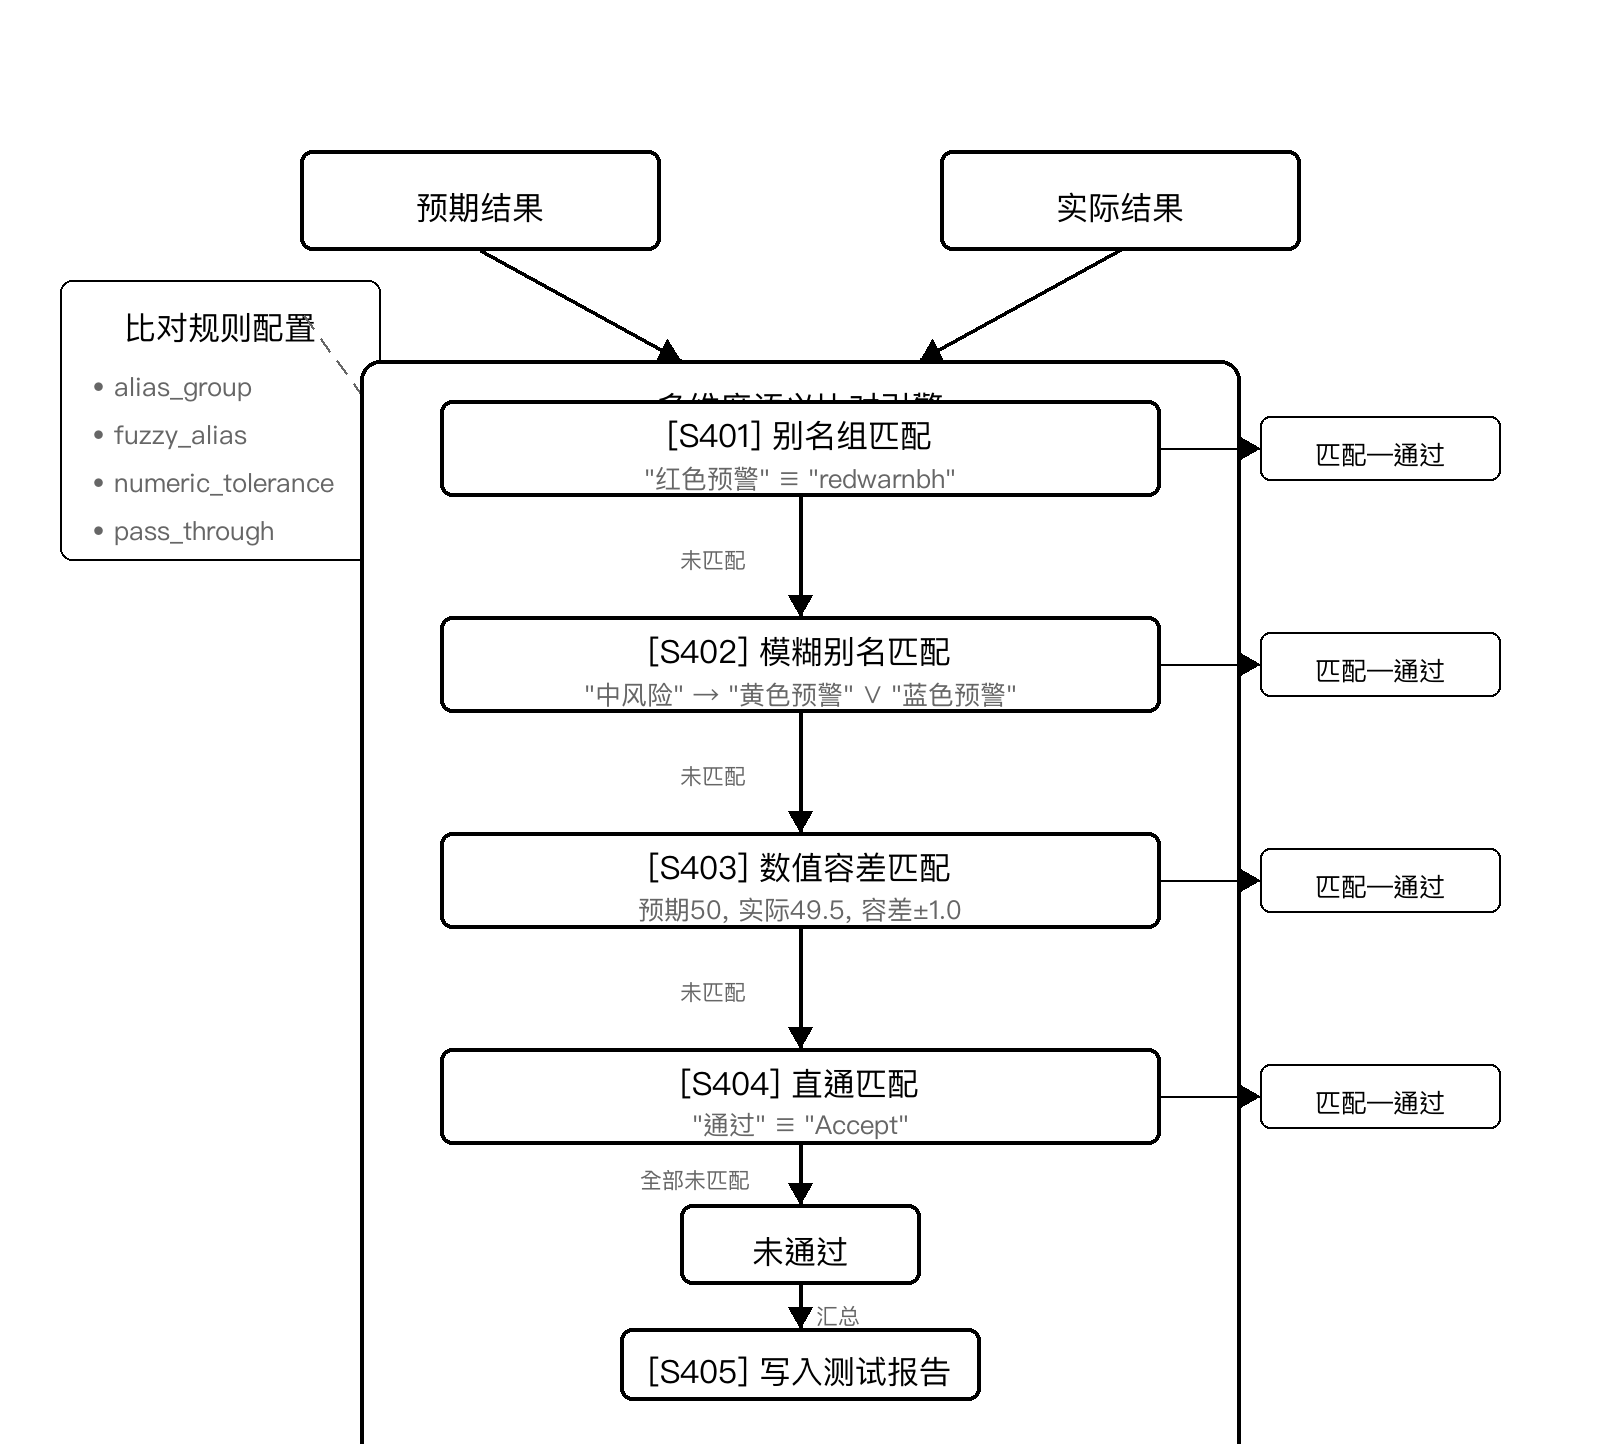 预期结果
实际结果
比对规则配置
• alias_group
• fuzzy_alias
• numeric_tolerance
• pass_through
[S401] 别名组匹配
"红色预警" ≡ "redwarnbh"
匹配—通过
未匹配
[S402] 模糊别名匹配
"中风险" → "黄色预警" ∨ "蓝色预警"
匹配—通过
未匹配
[S403] 数值容差匹配
预期50, 实际49.5, 容差±1.0
匹配—通过
未匹配
[S404] 直通匹配
"通过" ≡ "Accept"
匹配—通过
全部未匹配
未通过
汇总
[S405] 写入测试报告